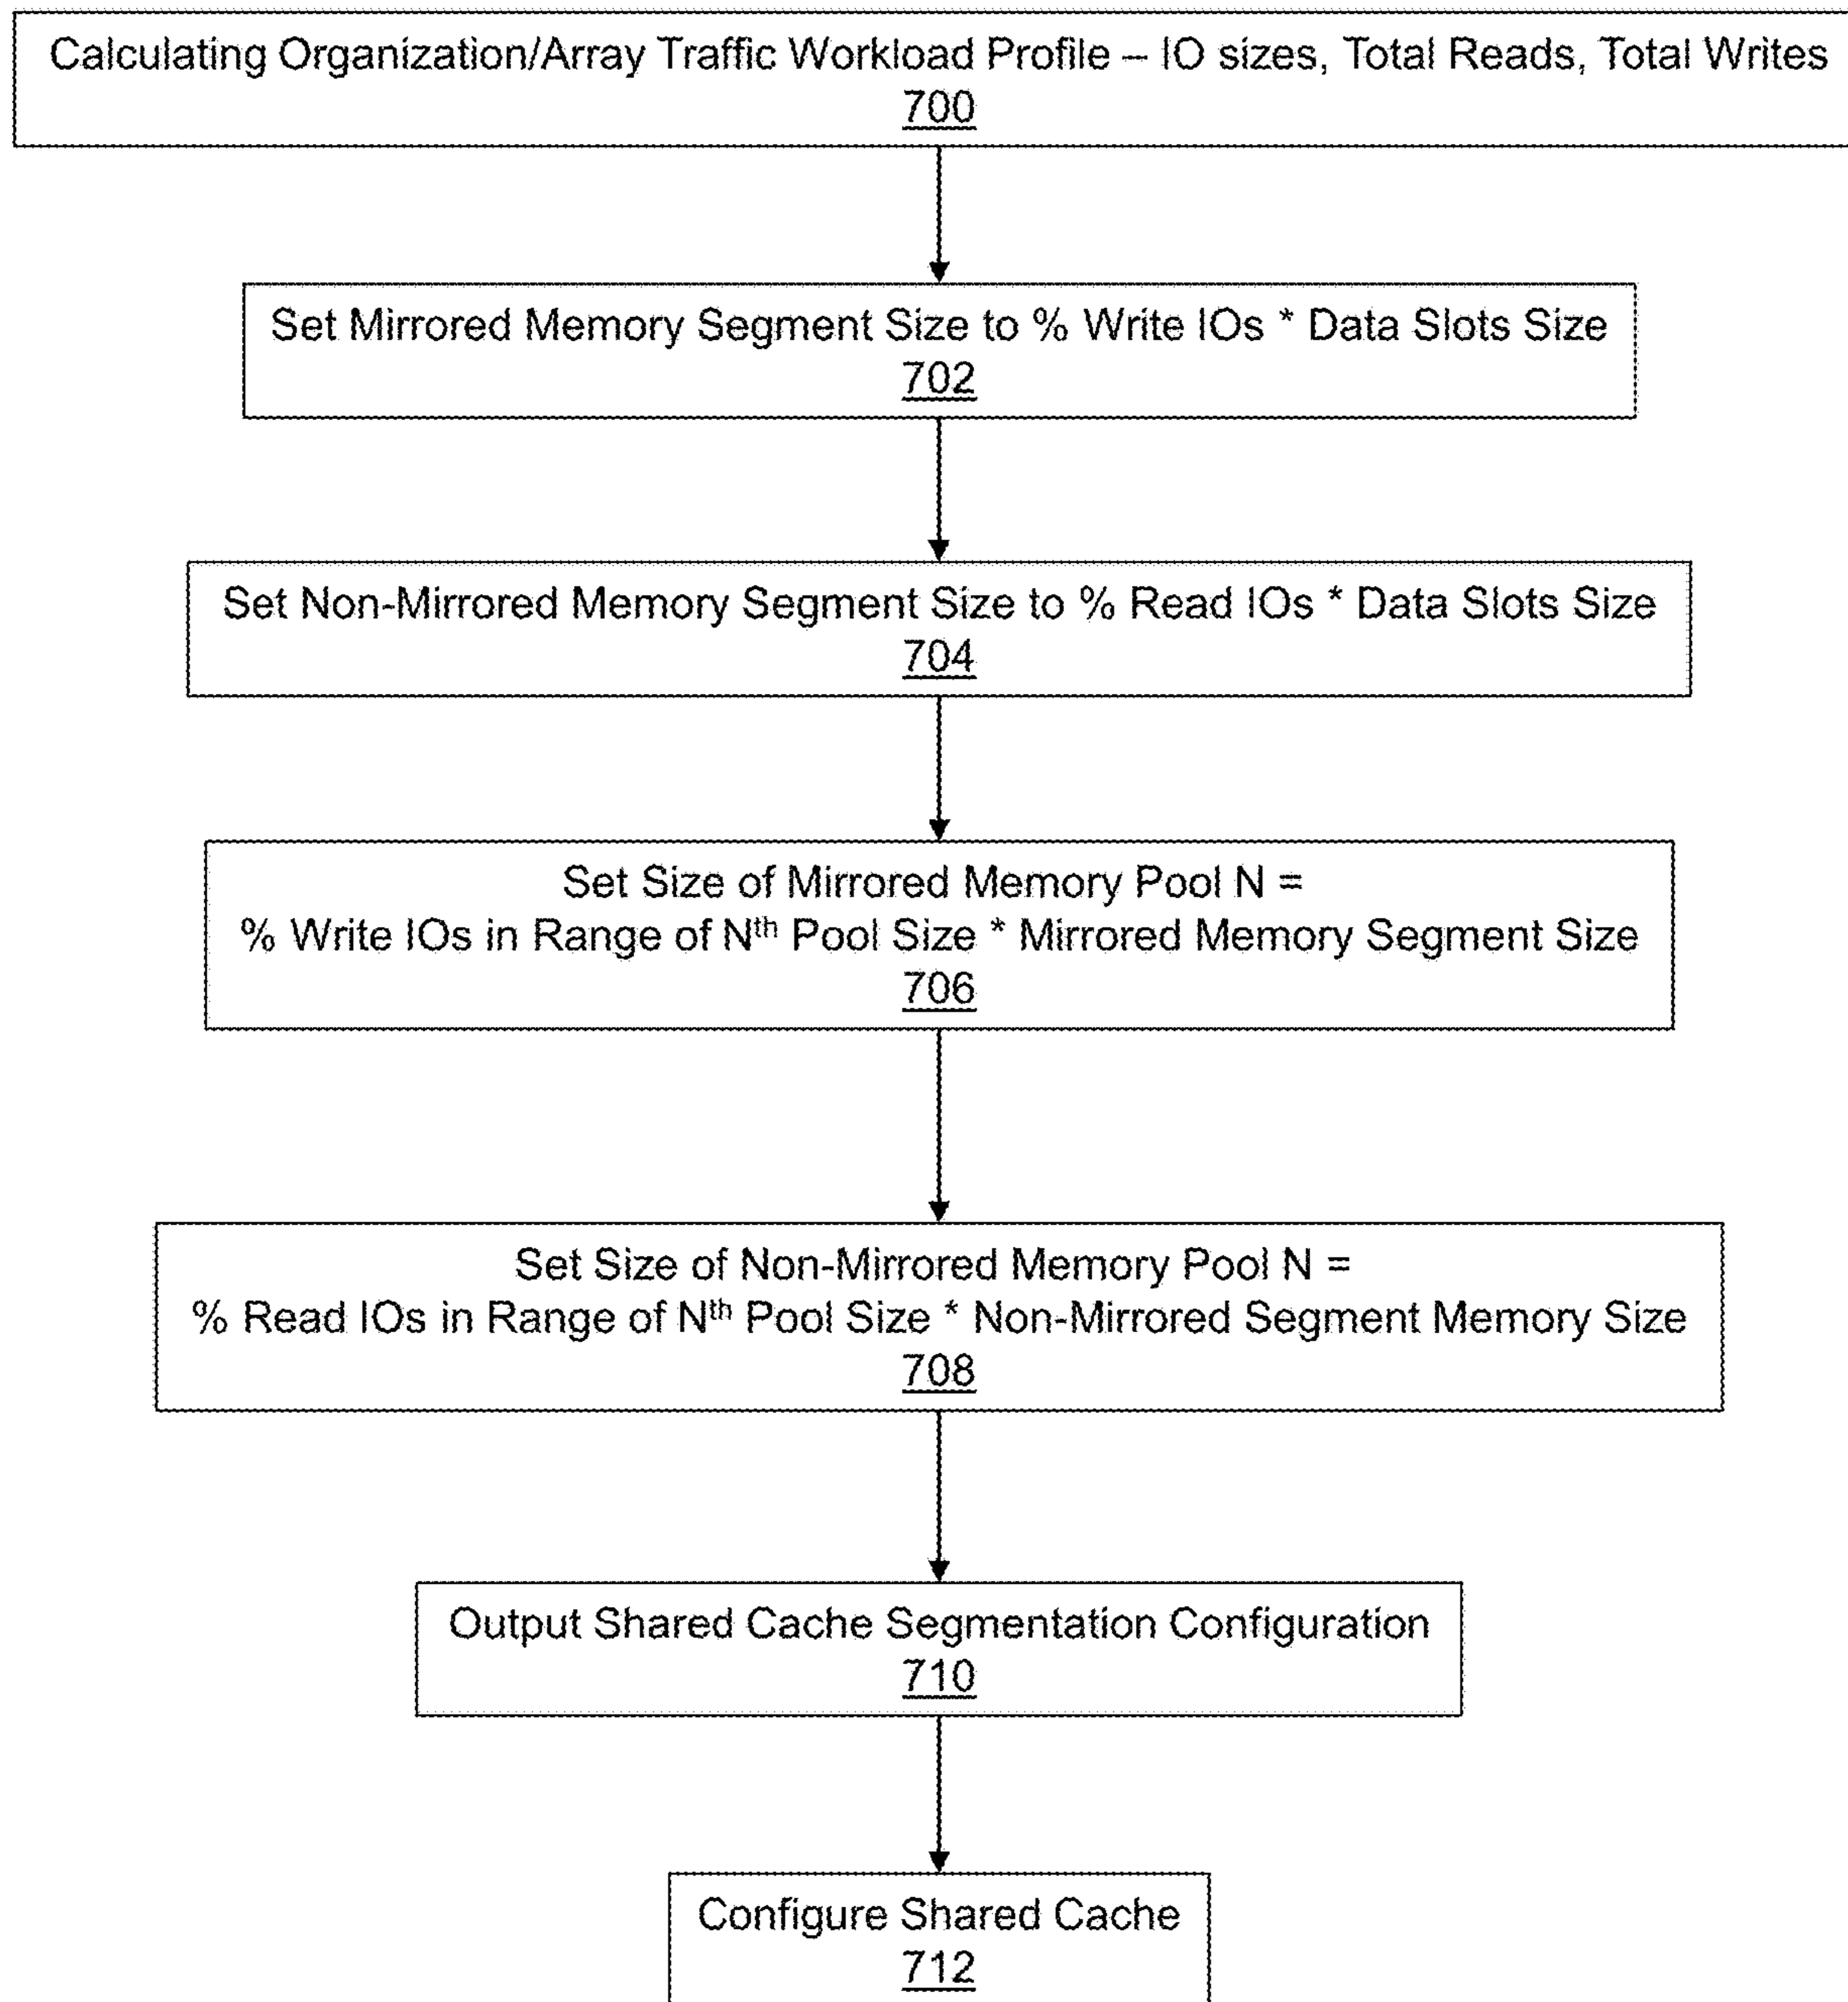 Calculating Organization/Array Traffic Workload Profile – IO sizes, Total Reads, Total Writes
700
Set Mirrored Memory Segment Size to % Write IOs * Data Slots Size
702
Set Non-Mirrored Memory Segment Size to % Read IOs * Data Slots Size
704
Set Size of Mirrored Memory Pool N =
% Write IOs in Range of Nth Pool Size * Mirrored Memory Segment Size
706
Set Size of Non-Mirrored Memory Pool N =
% Read IOs in Range of Nth Pool Size * Non-Mirrored Segment Memory Size
708
Output Shared Cache Segmentation Configuration
710
Configure Shared Cache
712